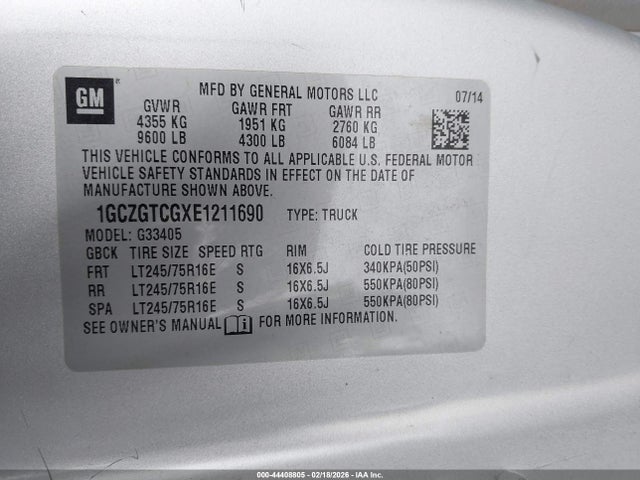 GM
MFD BY GENERAL MOTORS LLC 07/14
GVWR GAWR FRT GAWR RR
4355 KG 1951 KG 2760 KG
9600 LB 4300 LB 6084 LB
THIS VEHICLE CONFORMS TO ALL APPLICABLE U.S. FEDERAL MOTOR
VEHICLE SAFETY STANDARDS IN EFFECT ON THE DATE OF
MANUFACTURE SHOWN ABOVE.
1GCZGTCGXE1211690 TYPE: TRUCK
MODEL: G33405
GBCK TIRE SIZE SPEED RTG RIM COLD TIRE PRESSURE
FRT LT245/75R16E S 16X6.5J 340KPA(50PSI)
RR LT245/75R16E S 16X6.5J 550KPA(80PSI)
SPA LT245/75R16E S 16X6.5J 550KPA(80PSI)
SEE OWNER'S MANUAL FOR MORE INFORMATION.
000-44408805 - 02/18/2026 - IAA Inc.